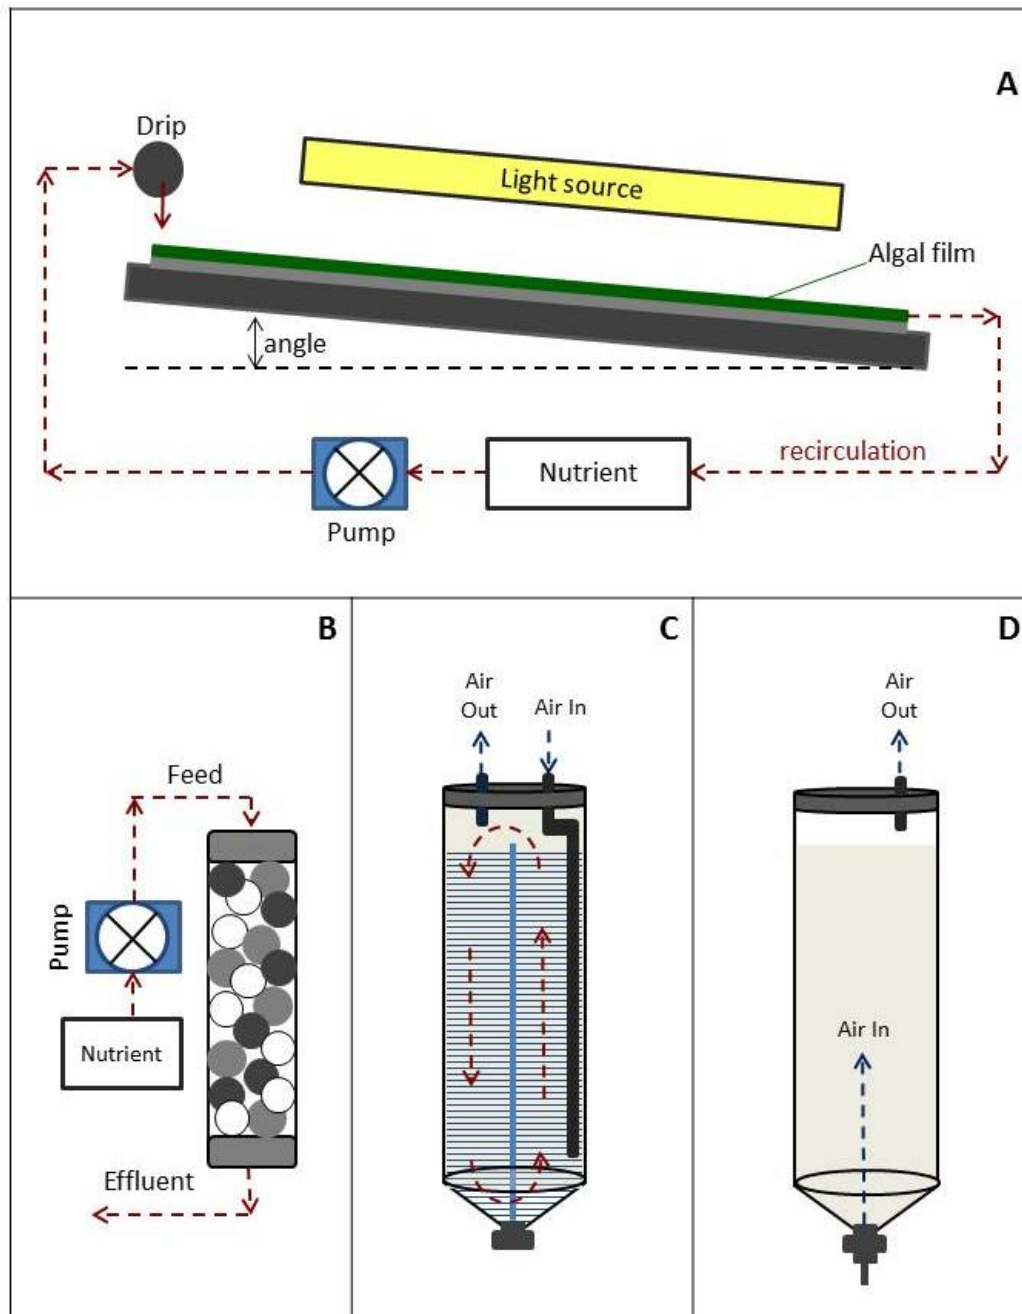 A
Drip
Light source
Algal film
angle
recirculation
Nutrient
Pump
B
Feed
Pump
Nutrient
Effluent
C
Air
Out
Air In
D
Air
Out
Air In